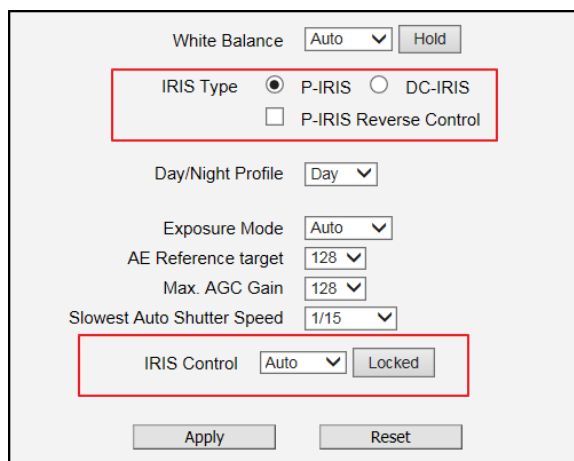 White Balance Auto Hold
IRIS Type P-IRIS DC-IRIS
P-IRIS Reverse Control
Day/Night Profile Day
Exposure Mode Auto
AE Reference target 128
Max. AGC Gain 128
Slowest Auto Shutter Speed 1/15
IRIS Control Auto Locked
Apply Reset